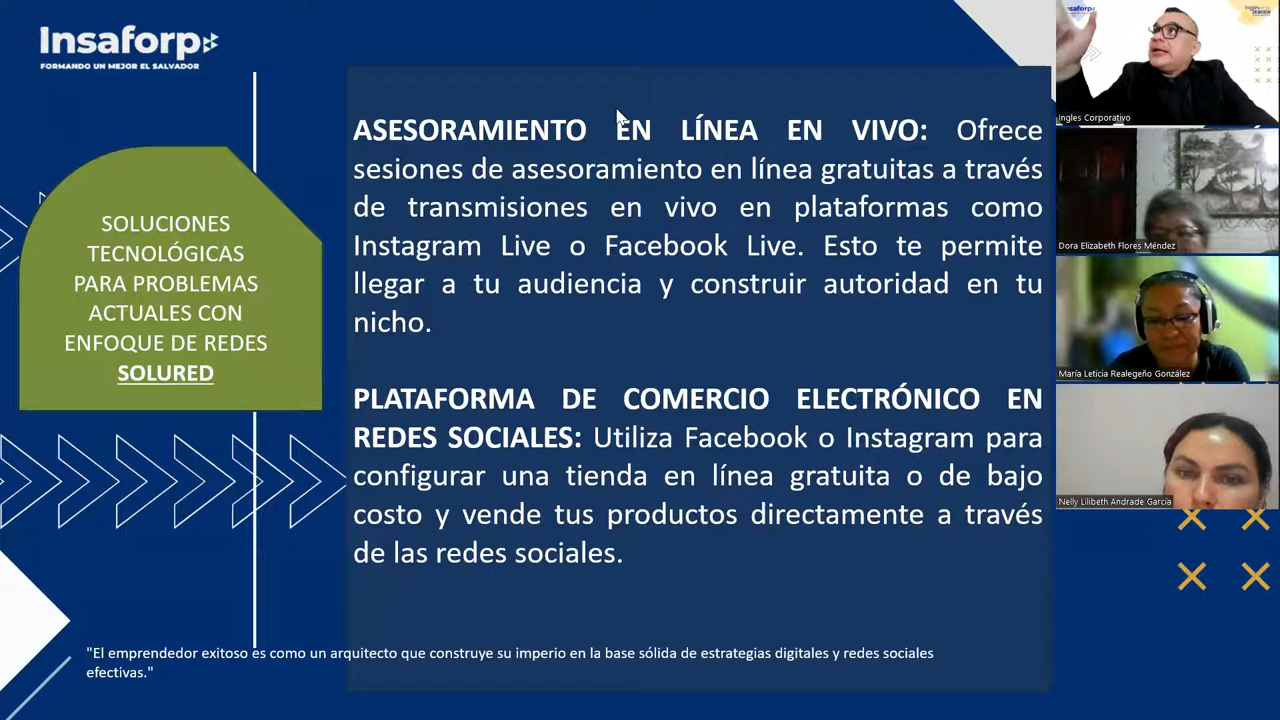 Insaforp
FORMANDO UN MEJOR EL SALVADOR
SOLUCIONES
TECNOLÓGICAS
PARA PROBLEMAS
ACTUALES CON
ENFOQUE DE REDES
SOLURED
ASESORAMIENTO EN LÍNEA EN VIVO: Ofrece
sesiones de asesoramiento en línea gratuitas a través
de transmisiones en vivo en plataformas como
Instagram Live o Facebook Live. Esto te permite
llegar a tu audiencia y construir autoridad en tu
nicho.
PLATAFORMA DE COMERCIO ELECTRÓNICO EN
REDES SOCIALES: Utiliza Facebook o Instagram para
configurar una tienda en línea gratuita o de bajo
costo y vende tus productos directamente a través
de las redes sociales.
"El emprendedor exitoso es como un arquitecto que construye su imperio en la base sólida de estrategias digitales y redes sociales
efectivas."
Insaforp
Ingles Corporativo
Dora Elizabeth Flores Méndez
María Leticia Realegeño González
Nelly Lilibeth Andrade García